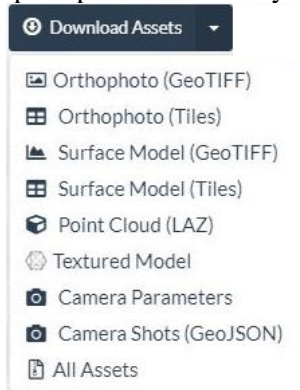 Download Assets
Orthophoto (GeoTIFF)
Orthophoto (Tiles)
Surface Model (GeoTIFF)
Surface Model (Tiles)
Point Cloud (LAZ)
Textured Model
Camera Parameters
Camera Shots (GeoJSON)
All Assets